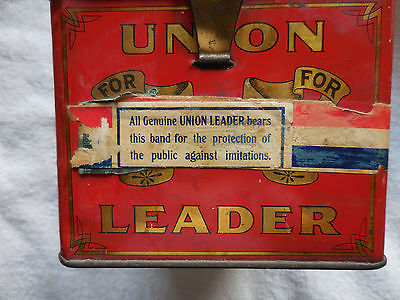 UNION
FOR FOR
All Genuine UNION LEADER bears
this band for the protection of
the public against imitations.
LEADER